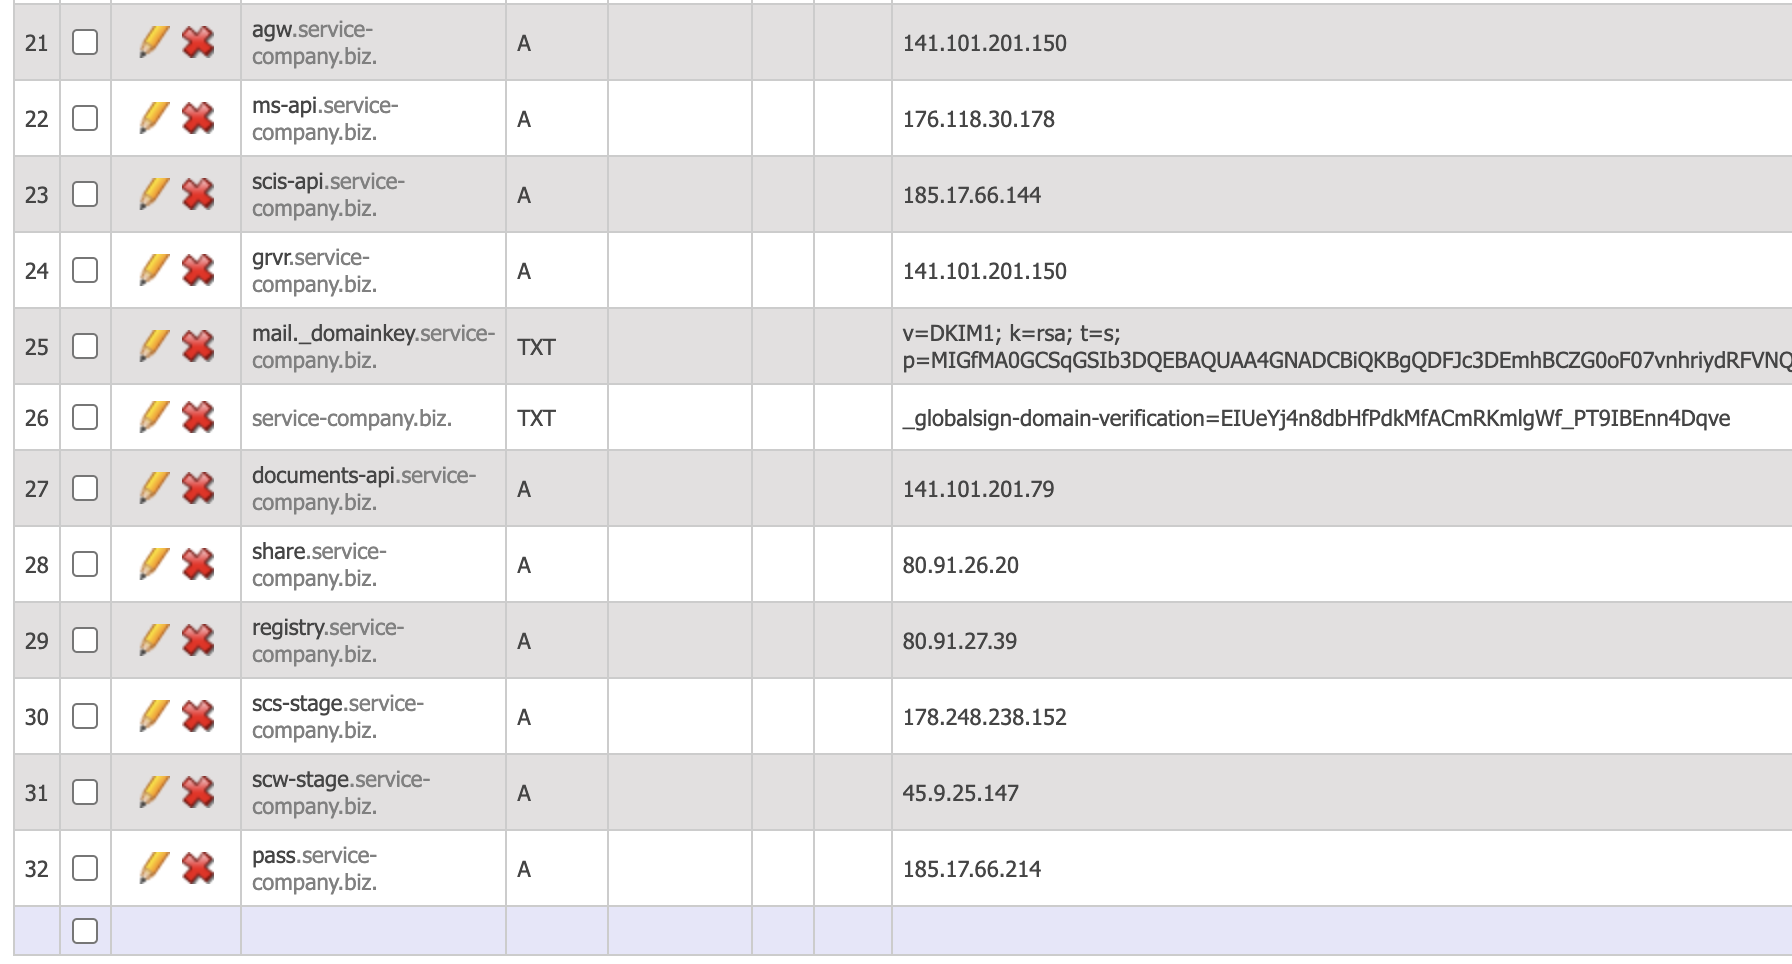 21 agw.service-company.biz. A 141.101.201.150
22 ms-api.service-company.biz. A 176.118.30.178
23 scis-api.service-company.biz. A 185.17.66.144
24 grvr.service-company.biz. A 141.101.201.150
25 mail._domainkey.service-company.biz. TXT v=DKIM1; k=rsa; t=s;
p=MIGfMA0GCSqGSIb3DQEBAQUAA4GNADCBiQKBgQDFJc3DEmhBCZG0oF07vnhriydRFVNQ
26 service-company.biz. TXT _globalsign-domain-verification=EIUeYj4n8dbHfPdkMfACmRKmlgWf_PT9IBEnn4Dqve
27 documents-api.service-company.biz. A 141.101.201.79
28 share.service-company.biz. A 80.91.26.20
29 registry.service-company.biz. A 80.91.27.39
30 scs-stage.service-company.biz. A 178.248.238.152
31 scw-stage.service-company.biz. A 45.9.25.147
32 pass.service-company.biz. A 185.17.66.214